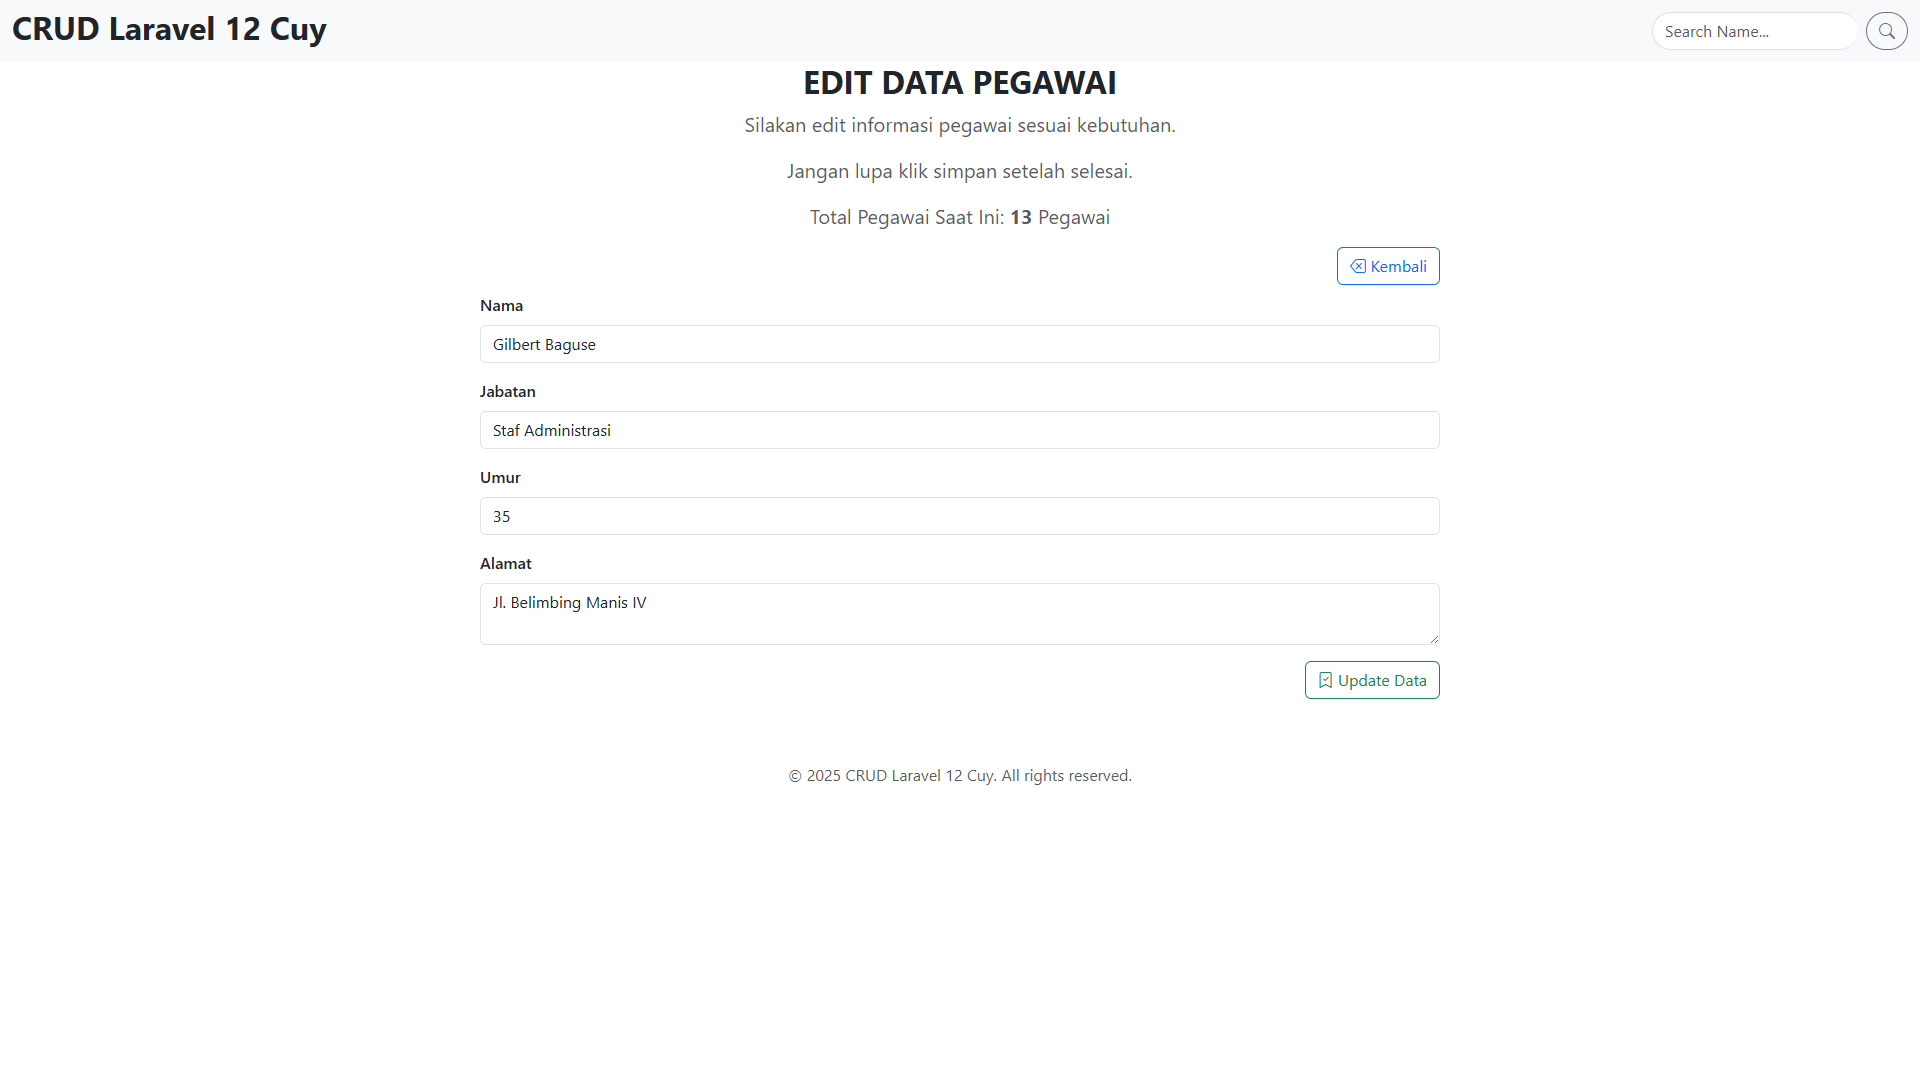 CRUD Laravel 12 Cuy
Search Name...
EDIT DATA PEGAWAI
Silakan edit informasi pegawai sesuai kebutuhan.
Jangan lupa klik simpan setelah selesai.
Total Pegawai Saat Ini: 13 Pegawai
Kembali
Nama
Gilbert Baguse
Jabatan
Staf Administrasi
Umur
35
Alamat
Jl. Belimbing Manis IV
Update Data
© 2025 CRUD Laravel 12 Cuy. All rights reserved.